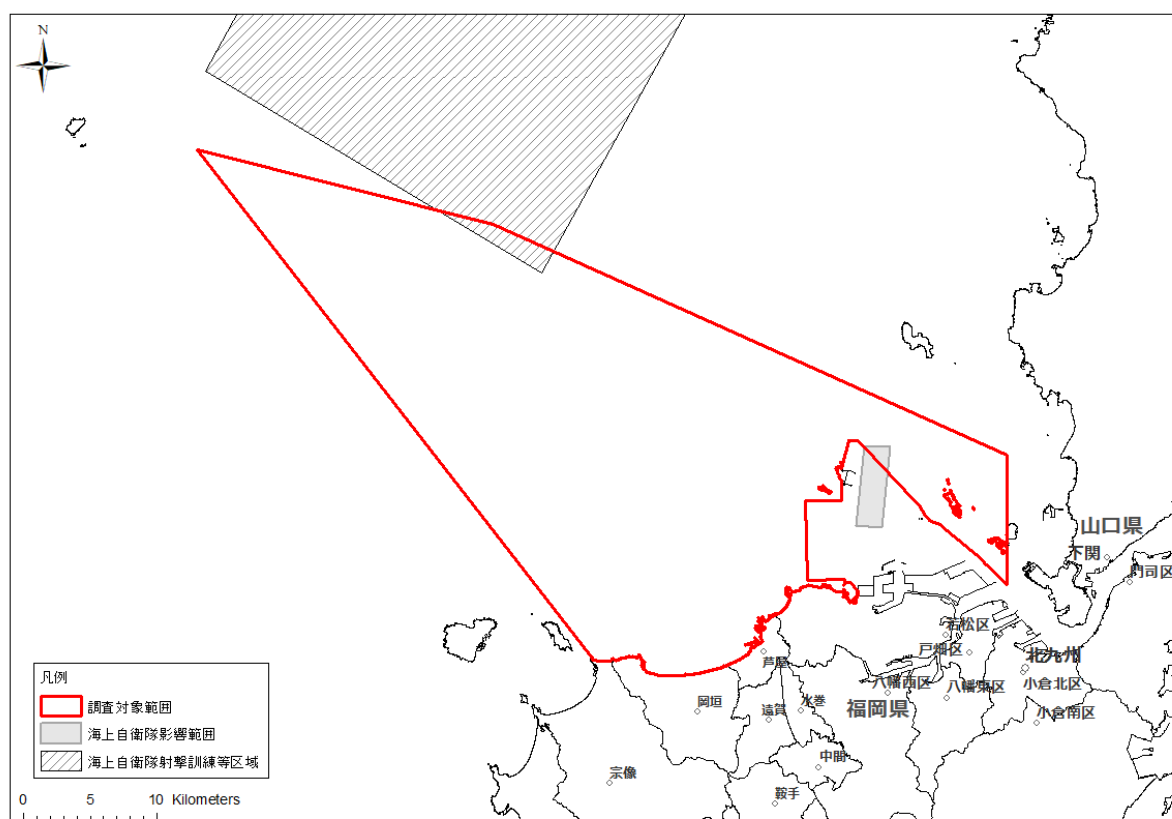 N
山口県
下関
門司区
若松区
戸畑区
北九州
芦屋
小倉北区
八幡西区
八幡東区
岡垣
水巻
遠賀
福岡県
小倉南区
中間
宗像
鞍手
凡例
調査対象範囲
海上自衛隊影響範囲
海上自衛隊射撃訓練等区域
0 5 10 Kilometers